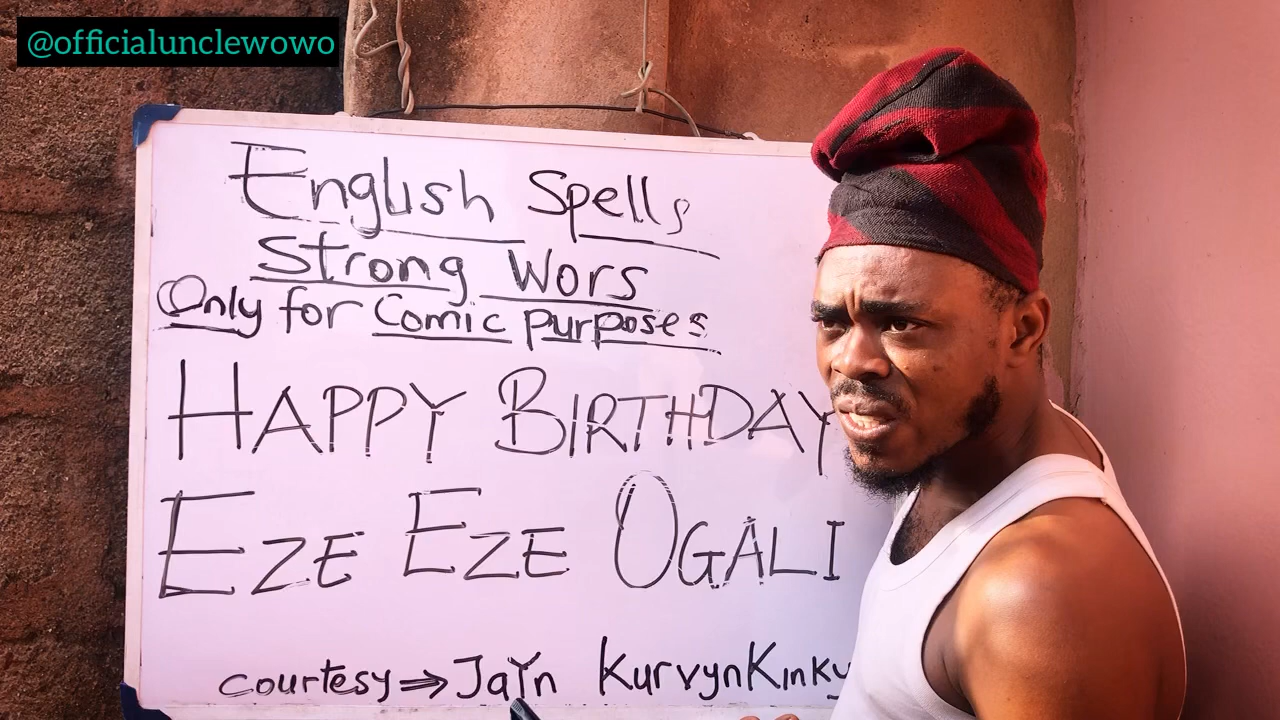 @officialunclewowo
English Spells
Strong Wors
Only for Comic purposes
HAPPY BIRTHDAY
EZE EZE OGALI
courtesy ⇒ JaYn KurvynKinky